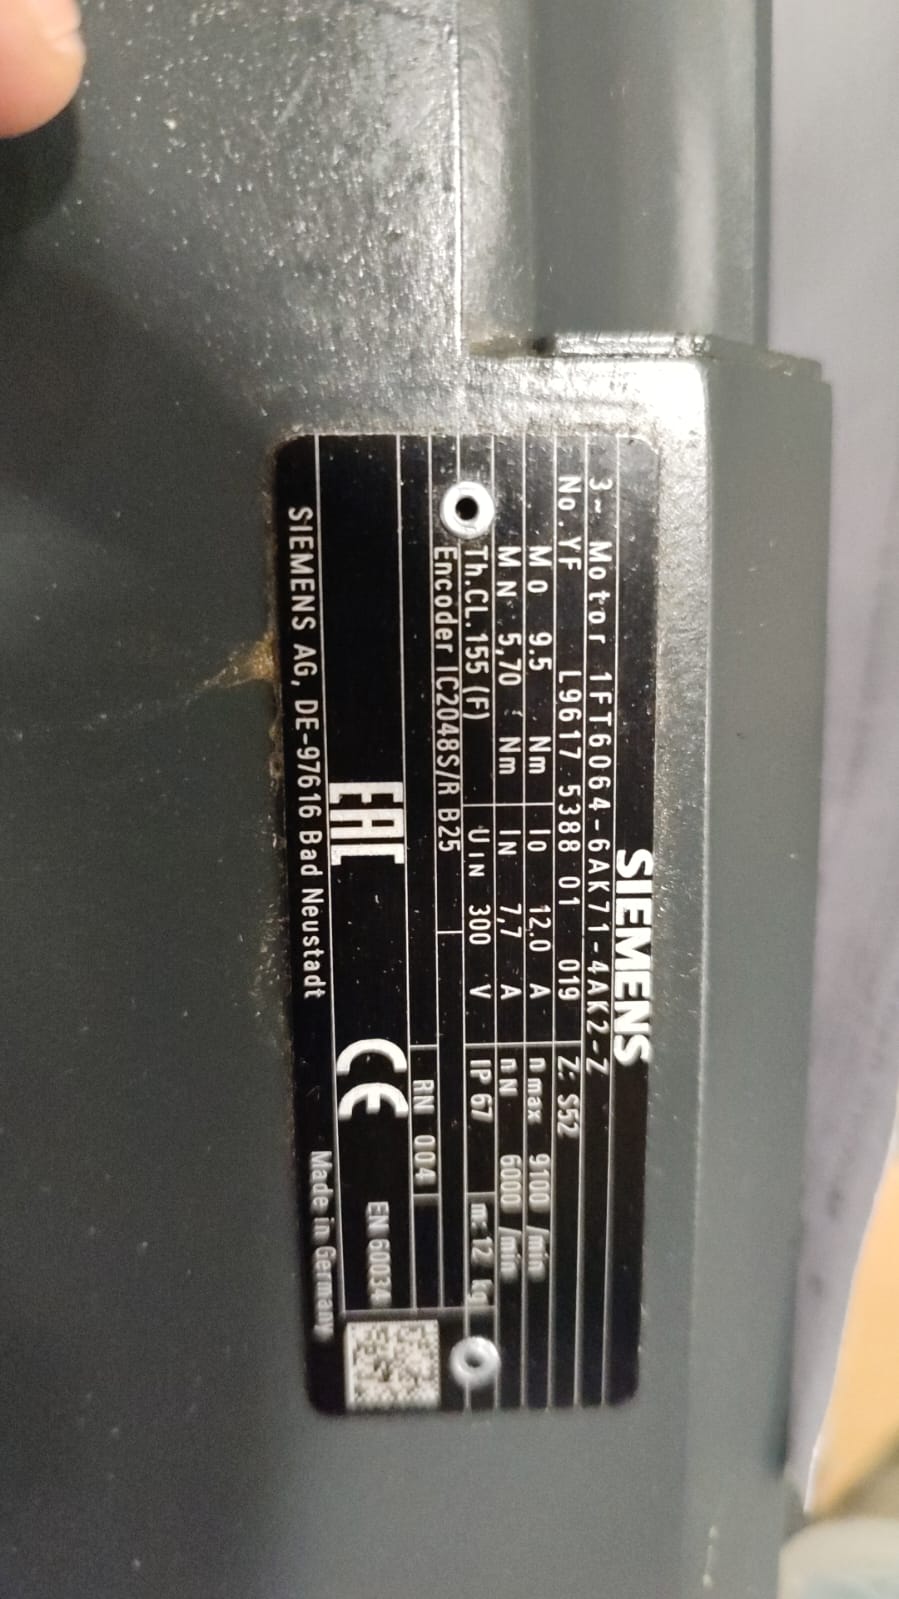 SIEMENS
3~ Motor 1FT6064-6AK71-4AK2-Z
No.YF L9617 5388 01 019 Z: S52
M 0 9.5 Nm I 0 12.0 A n max 9100 /min
M N 5,70 Nm I N 7,7 A n N 6000 /min
Th.CL.155 (F) U IN 300 V IP 67 m: 12 kg
Encoder IC2048S/R B25
RN 004
EAC CE EN 60034
SIEMENS AG, DE-97616 Bad Neustadt Made in Germany